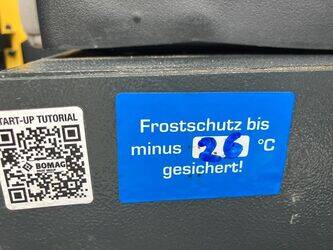 START-UP TUTORIAL
BOMAG
Frostschutz bis
minus 26 °C
gesichert!